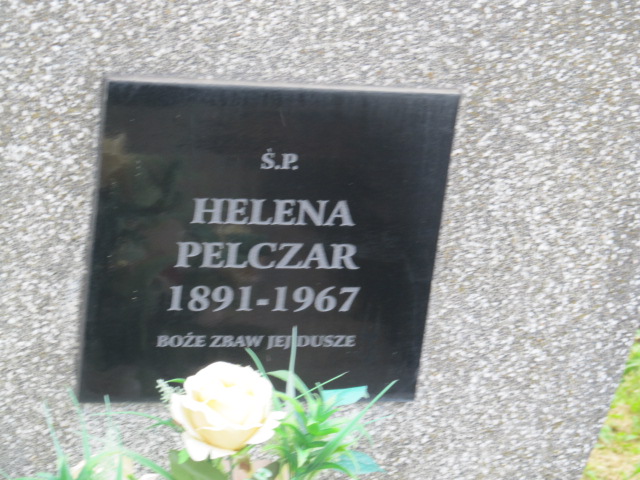 Ś.P.
HELENA
PELCZAR
1891-1967
BOŻE ZBAW JEJ DUSZE